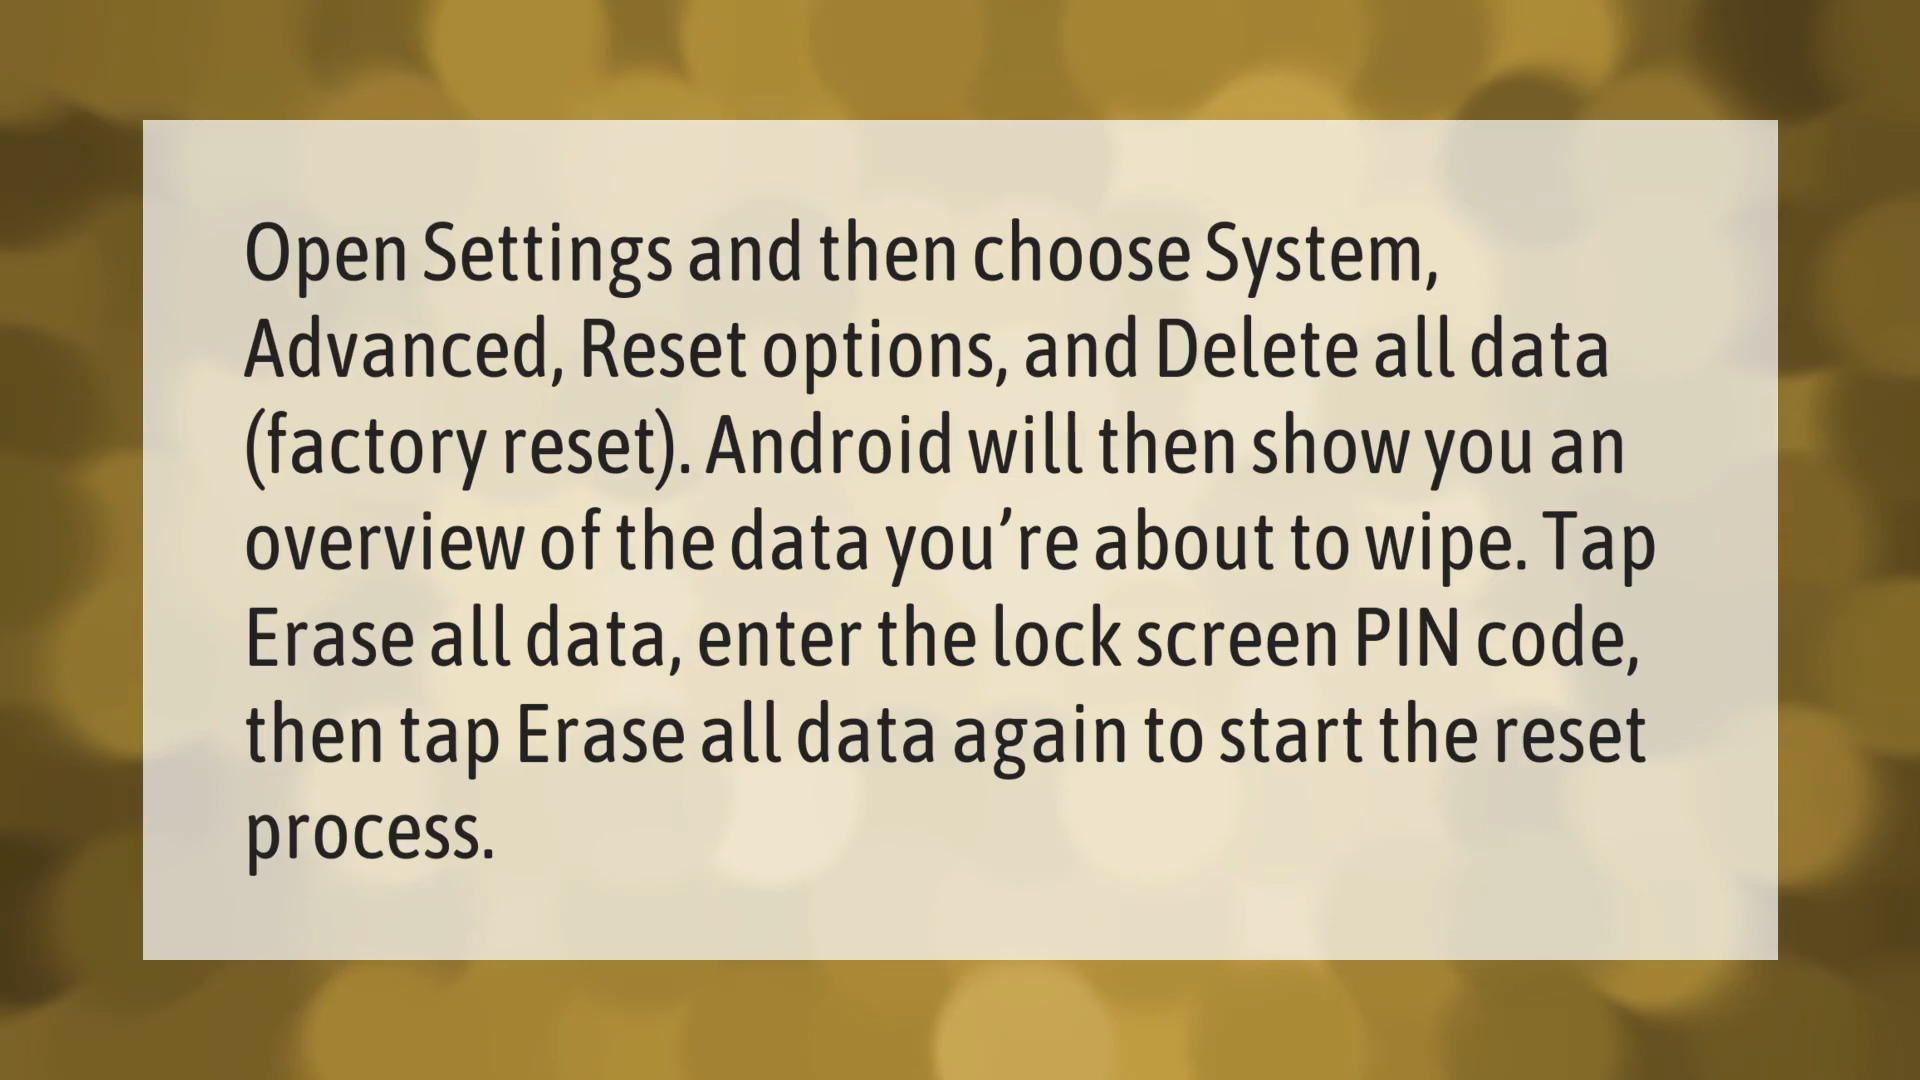 Open Settings and then choose System,
Advanced, Reset options, and Delete all data
(factory reset). Android will then show you an
overview of the data you’re about to wipe. Tap
Erase all data, enter the lock screen PIN code,
then tap Erase all data again to start the reset
process.